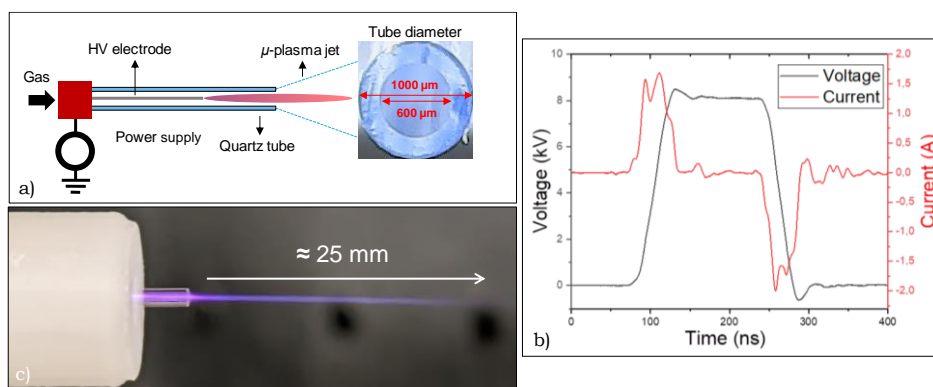 HV electrode
μ-plasma jet
Tube diameter
Gas
1000 µm
600 µm
Power supply
Quartz tube
a)
≈ 25 mm
c)
Voltage (kV)
10
8
6
4
2
0
Voltage
Current
2.0
1.5
1.0
0.5
0.0
-0.5
-1.0
-1.5
-2.0
Current (A)
0
100
200
300
400
Time (ns)
b)